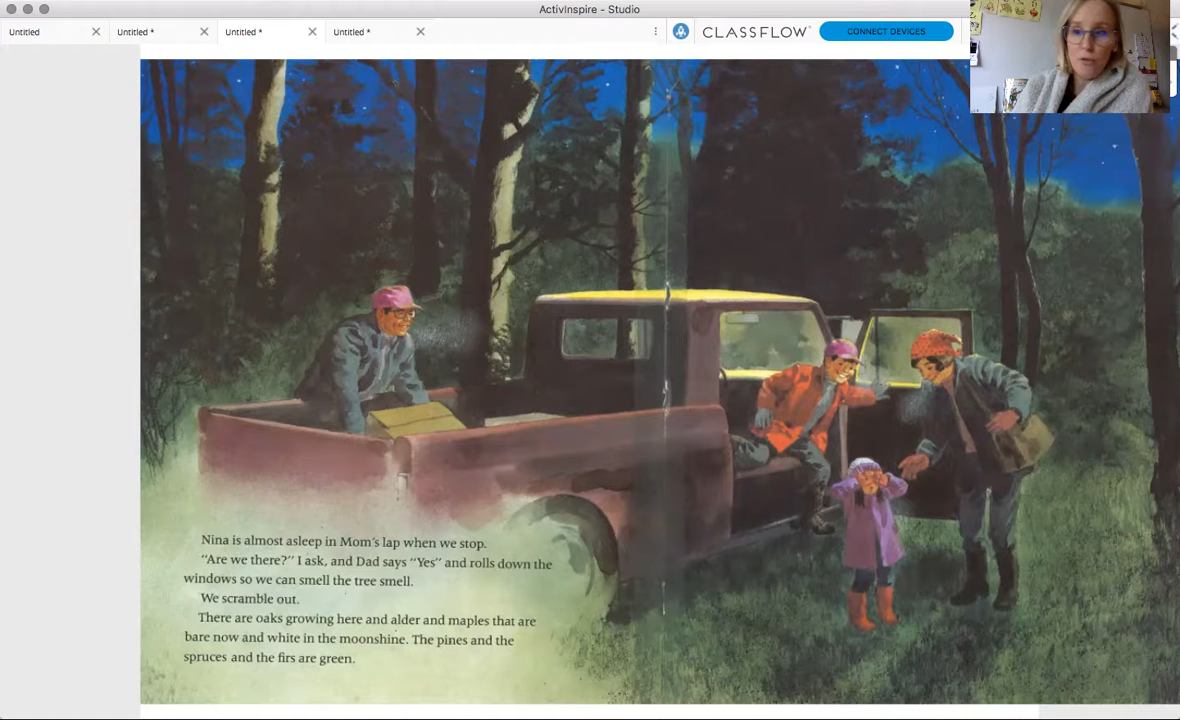 ActivInspire - Studio
Untitled
Untitled *
Untitled *
Untitled *
CLASSFLOW
CONNECT DEVICES
Nina is almost asleep in Mom's lap when we stop.
"Are we there?" I ask, and Dad says "Yes" and rolls down the
windows so we can smell the tree smell.
We scramble out.
There are oaks growing here and alder and maples that are
bare now and white in the moonshine. The pines and the
spruces and the firs are green.